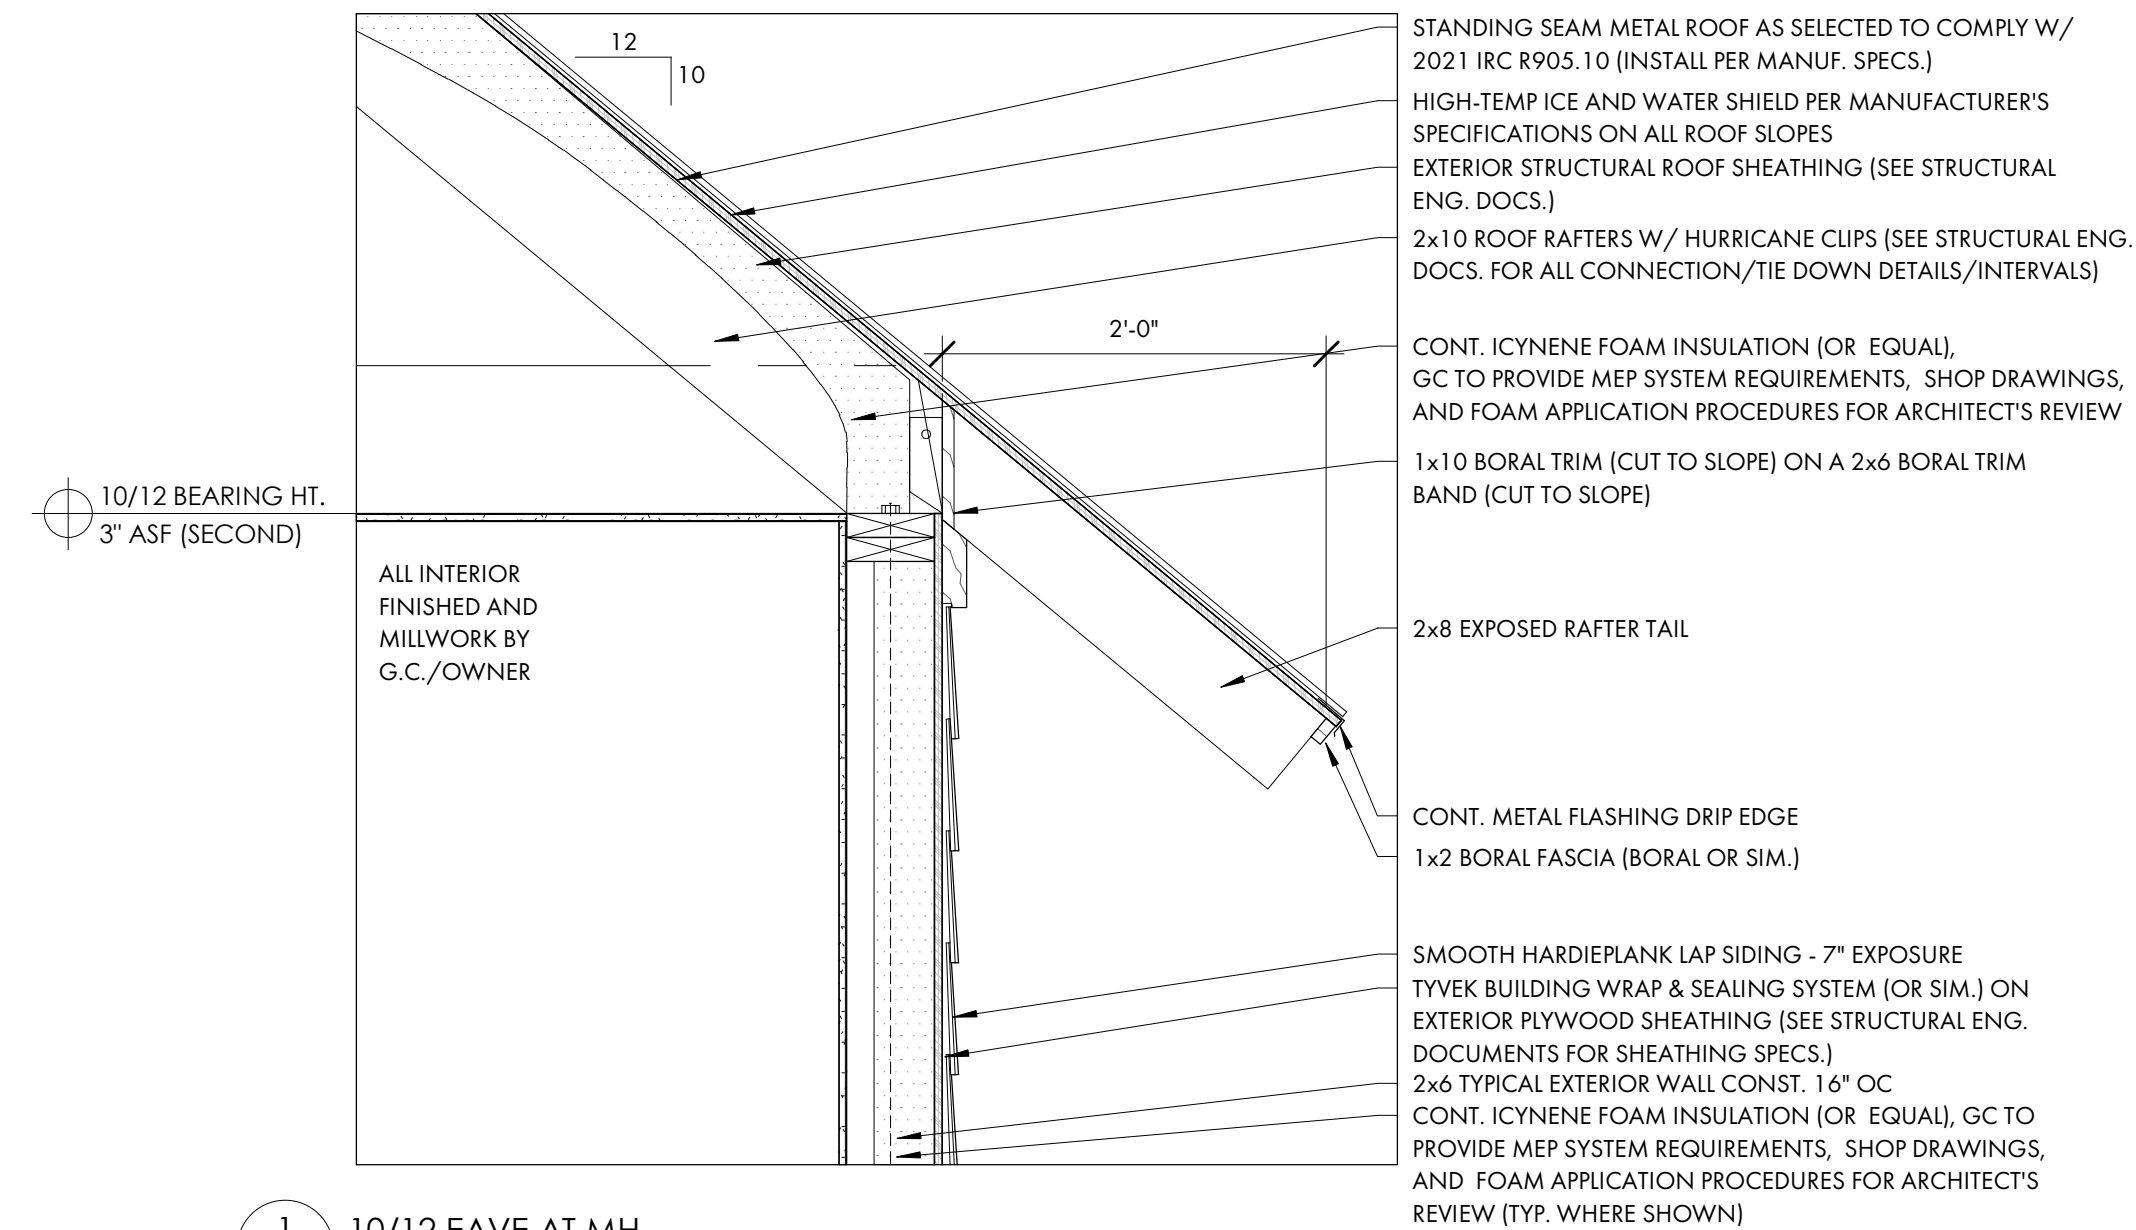 12
10
STANDING SEAM METAL ROOF AS SELECTED TO COMPLY W/
2021 IRC R905.10 (INSTALL PER MANUF. SPECS.)
HIGH-TEMP ICE AND WATER SHIELD PER MANUFACTURER'S
SPECIFICATIONS ON ALL ROOF SLOPES
EXTERIOR STRUCTURAL ROOF SHEATHING (SEE STRUCTURAL
ENG. DOCS.)
2x10 ROOF RAFTERS W/ HURRICANE CLIPS (SEE STRUCTURAL ENG.
DOCS. FOR ALL CONNECTION/TIE DOWN DETAILS/INTERVALS)
2'-0"
CONT. ICYNENE FOAM INSULATION (OR EQUAL),
GC TO PROVIDE MEP SYSTEM REQUIREMENTS, SHOP DRAWINGS,
AND FOAM APPLICATION PROCEDURES FOR ARCHITECT'S REVIEW
1x10 BORAL TRIM (CUT TO SLOPE) ON A 2x6 BORAL TRIM
BAND (CUT TO SLOPE)
10/12 BEARING HT.
3" ASF (SECOND)
ALL INTERIOR
FINISHED AND
MILLWORK BY
G.C./OWNER
2x8 EXPOSED RAFTER TAIL
CONT. METAL FLASHING DRIP EDGE
1x2 BORAL FASCIA (BORAL OR SIM.)
SMOOTH HARDIEPLANK LAP SIDING - 7" EXPOSURE
TYVEK BUILDING WRAP & SEALING SYSTEM (OR SIM.) ON
EXTERIOR PLYWOOD SHEATHING (SEE STRUCTURAL ENG.
DOCUMENTS FOR SHEATHING SPECS.)
2x6 TYPICAL EXTERIOR WALL CONST. 16" OC
CONT. ICYNENE FOAM INSULATION (OR EQUAL), GC TO
PROVIDE MEP SYSTEM REQUIREMENTS, SHOP DRAWINGS,
AND FOAM APPLICATION PROCEDURES FOR ARCHITECT'S
REVIEW (TYP. WHERE SHOWN)
1
10/12 EAVE AT MH